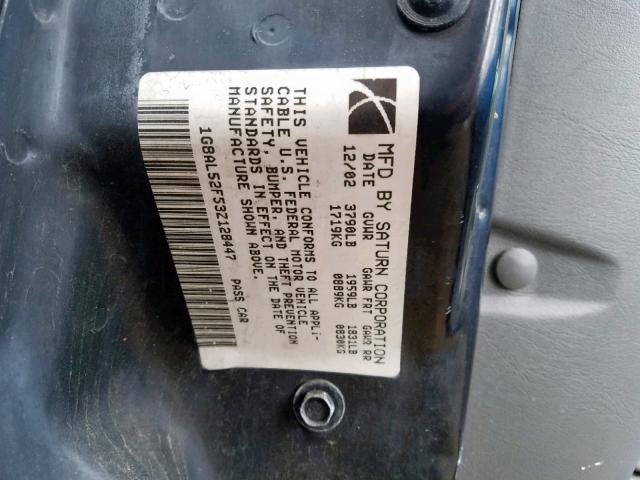 MFD BY SATURN CORPORATION
DATE GVWR GAWR FRT GAWR RR
12/02 3790LB 1959LB 1831LB
1719KG 0889KG 0830KG
THIS VEHICLE CONFORMS TO ALL APPLI-
CABLE U.S. FEDERAL MOTOR VEHICLE
SAFETY, BUMPER, AND THEFT PREVENTION
STANDARDS IN EFFECT ON THE DATE OF
MANUFACTURE SHOWN ABOVE.
1G8AL52F53Z128447 PASS CAR